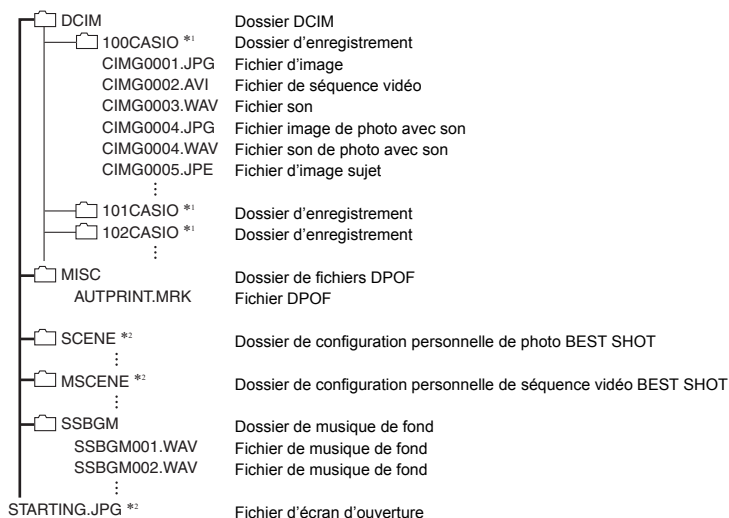 DCIM Dossier DCIM
100CASIO *1 Dossier d'enregistrement
CIMG0001.JPG Fichier d'image
CIMG0002.AVI Fichier de séquence vidéo
CIMG0003.WAV Fichier son
CIMG0004.JPG Fichier image de photo avec son
CIMG0004.WAV Fichier son de photo avec son
CIMG0005.JPE Fichier d'image sujet
101CASIO *1 Dossier d'enregistrement
102CASIO *1 Dossier d'enregistrement
MISC Dossier de fichiers DPOF
AUTPRINT.MRK Fichier DPOF
SCENE *2 Dossier de configuration personnelle de photo BEST SHOT
MSCENE *2 Dossier de configuration personnelle de séquence vidéo BEST SHOT
SSBGM Dossier de musique de fond
SSBGM001.WAV Fichier de musique de fond
SSBGM002.WAV Fichier de musique de fond
STARTING.JPG *2 Fichier d'écran d'ouverture